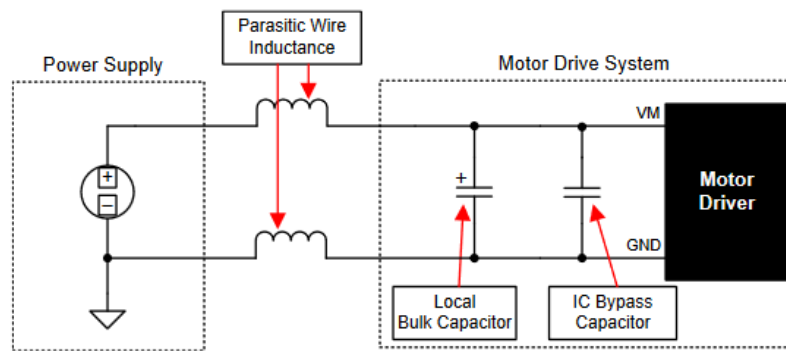 Parasitic Wire
Inductance
Power Supply
Motor Drive System
VM
+
+
–
Motor
Driver
GND
Local
Bulk Capacitor
IC Bypass
Capacitor